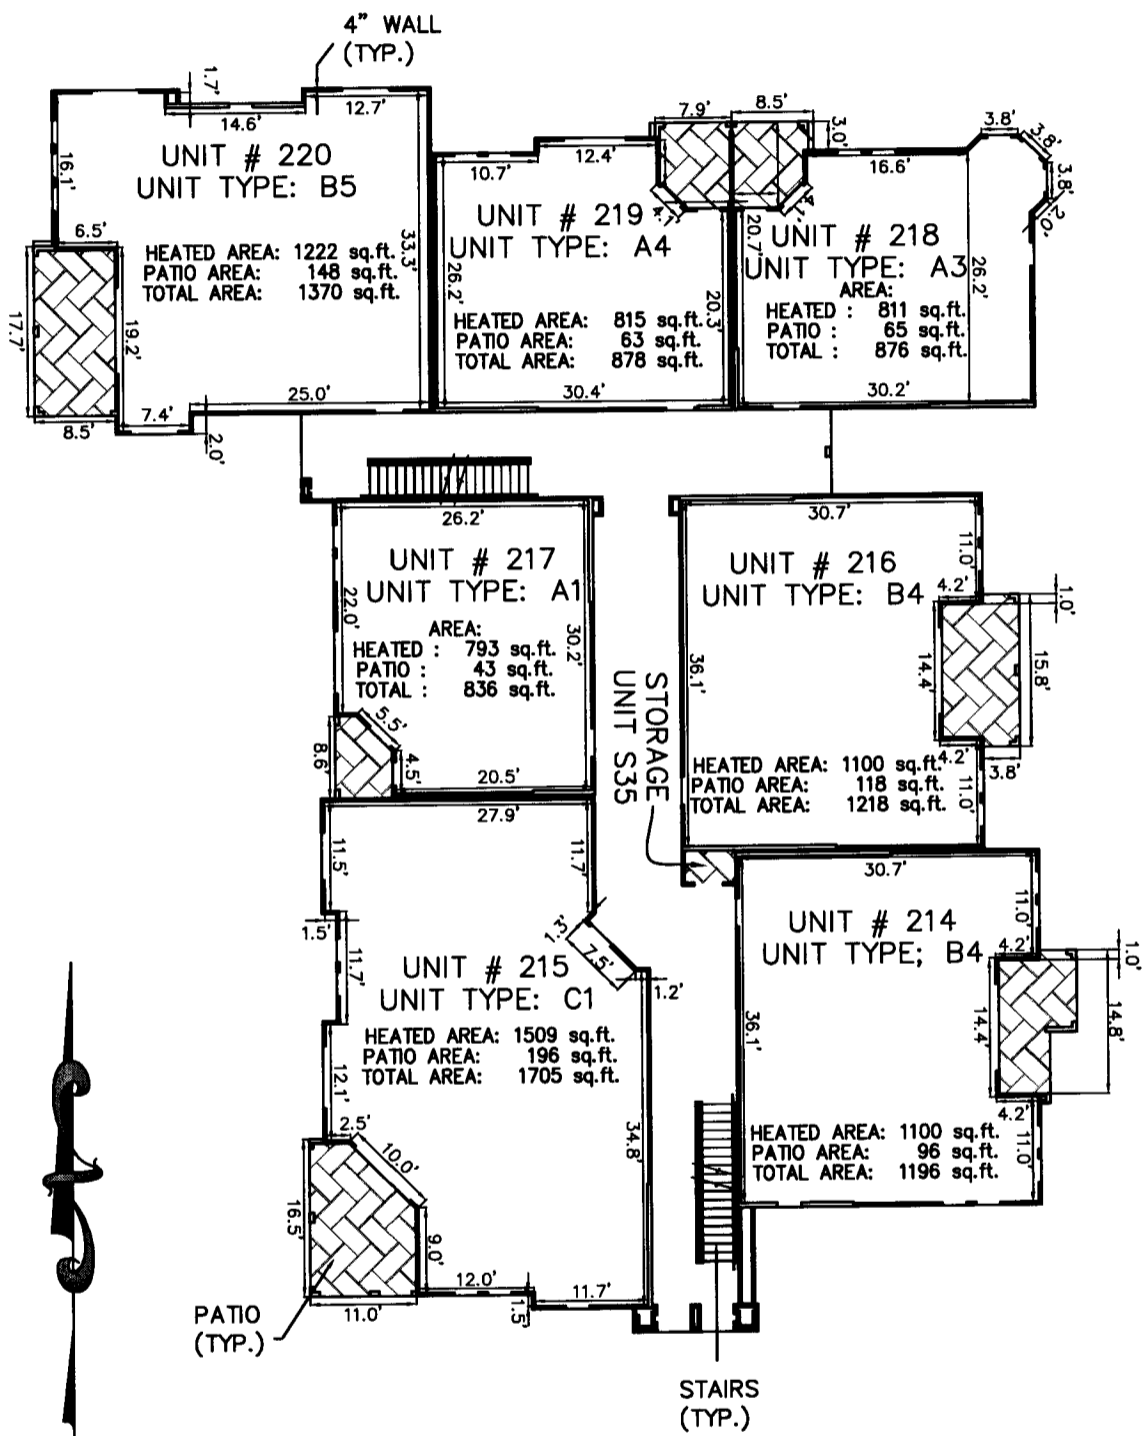 4" WALL
(TYP.)
1.7'
14.6'
12.7'
UNIT # 220
UNIT TYPE: B5
16.1'
6.5'
HEATED AREA: 1222 sq.ft.
PATIO AREA: 148 sq.ft.
TOTAL AREA: 1370 sq.ft.
33.3'
17.7'
19.2'
25.0'
7.4'
8.5'
2.0'
7.9'
10.7'
12.4'
4.1'
UNIT # 219
UNIT TYPE: A4
26.2'
20.3'
HEATED AREA: 815 sq.ft.
PATIO AREA: 63 sq.ft.
TOTAL AREA: 878 sq.ft.
30.4'
8.5'
3.0'
16.6'
3.8'
3.8'
3.8'
2.0'
4.1'
20.7'
UNIT # 218
UNIT TYPE: A3
26.2'
AREA:
HEATED : 811 sq.ft.
PATIO : 65 sq.ft.
TOTAL : 876 sq.ft.
30.2'
26.2'
UNIT # 217
UNIT TYPE: A1
22.0'
30.2'
AREA:
HEATED : 793 sq.ft.
PATIO : 43 sq.ft.
TOTAL : 836 sq.ft.
5.5'
8.6'
4.5'
20.5'
30.7'
11.0'
UNIT # 216
UNIT TYPE: B4
4.2'
1.0'
36.1'
14.4'
15.8'
4.2'
3.8'
HEATED AREA: 1100 sq.ft.
PATIO AREA: 118 sq.ft.
TOTAL AREA: 1218 sq.ft.
11.0'
STORAGE
UNIT S35
27.9'
11.5'
11.7'
1.5'
1.3'
7.5'
1.2'
11.7'
UNIT # 215
UNIT TYPE: C1
HEATED AREA: 1509 sq.ft.
PATIO AREA: 196 sq.ft.
TOTAL AREA: 1705 sq.ft.
12.1'
2.5'
10.0'
34.8'
16.5'
9.0'
12.0'
11.7'
1.5'
11.0'
PATIO
(TYP.)
30.7'
11.0'
UNIT # 214
UNIT TYPE; B4
4.2'
1.0'
36.1'
14.4'
14.8'
4.2'
HEATED AREA: 1100 sq.ft.
PATIO AREA: 96 sq.ft.
TOTAL AREA: 1196 sq.ft.
11.0'
STAIRS
(TYP.)